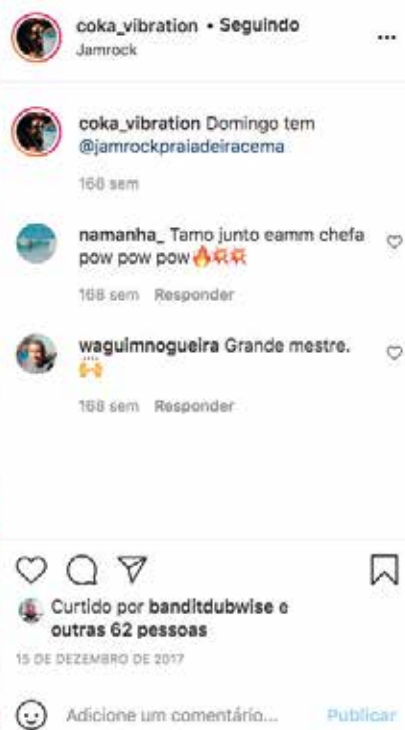 coka_vibration • Seguindo
Jamrock
...
coka_vibration Domingo tem
@jamrockpraiadeiracema
168 sem
namanha_ Tamo junto eamm chefa
pow pow pow🔥💥💥
168 sem Responder
waguimnogueira Grande mestre.
🙌
168 sem Responder
Curtido por banditdubwise e
outras 62 pessoas
15 DE DEZEMBRO DE 2017
Adicione um comentário... Publicar